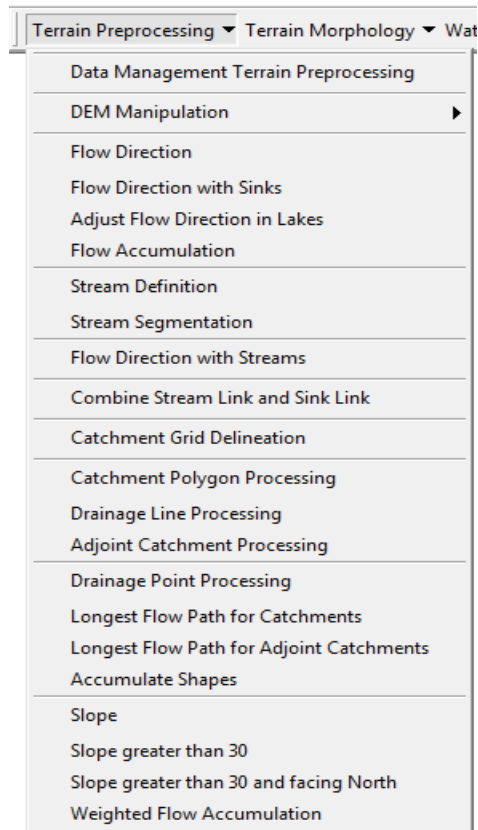 Terrain Preprocessing Terrain Morphology Wat
Data Management Terrain Preprocessing
DEM Manipulation
Flow Direction
Flow Direction with Sinks
Adjust Flow Direction in Lakes
Flow Accumulation
Stream Definition
Stream Segmentation
Flow Direction with Streams
Combine Stream Link and Sink Link
Catchment Grid Delineation
Catchment Polygon Processing
Drainage Line Processing
Adjoint Catchment Processing
Drainage Point Processing
Longest Flow Path for Catchments
Longest Flow Path for Adjoint Catchments
Accumulate Shapes
Slope
Slope greater than 30
Slope greater than 30 and facing North
Weighted Flow Accumulation